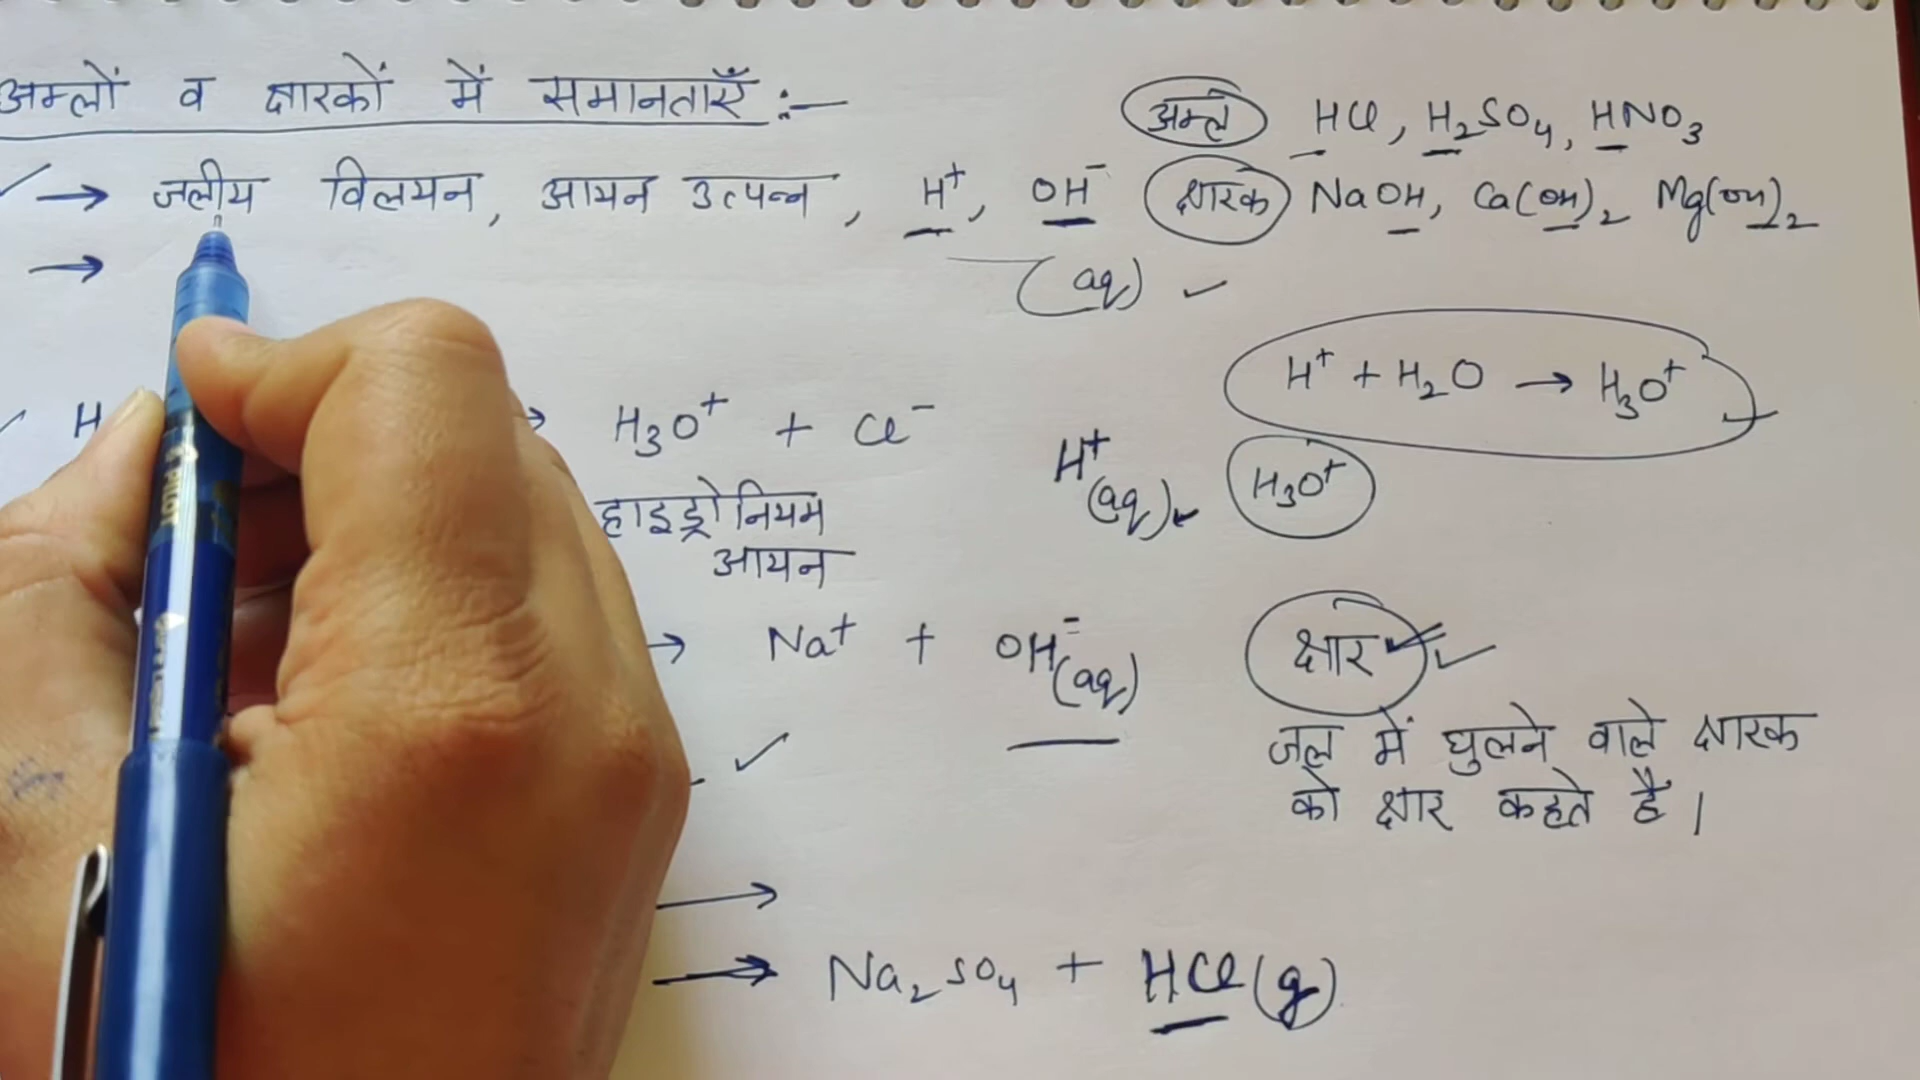 अम्लों व क्षारकों में समानताएँ :-
अम्ल HCl, H₂SO₄, HNO₃
→ जलीय विलयन, आयन उत्पन्न, H⁺, OH⁻
क्षारक NaOH, Ca(OH)₂ Mg(OH)₂
→
(aq) ✓
H⁺ + H₂O → H₃O⁺
H
→ H₃O⁺ + Cl⁻
H⁺(aq) ✓ H₃O⁺
हाइड्रोनियम
आयन
→ Na⁺ + OH⁻(aq)
क्षार ✓ ✓
जल में घुलने वाले क्षारक
को क्षार कहते है।
✓
→
→ Na₂SO₄ + HCl(g)
PILOT